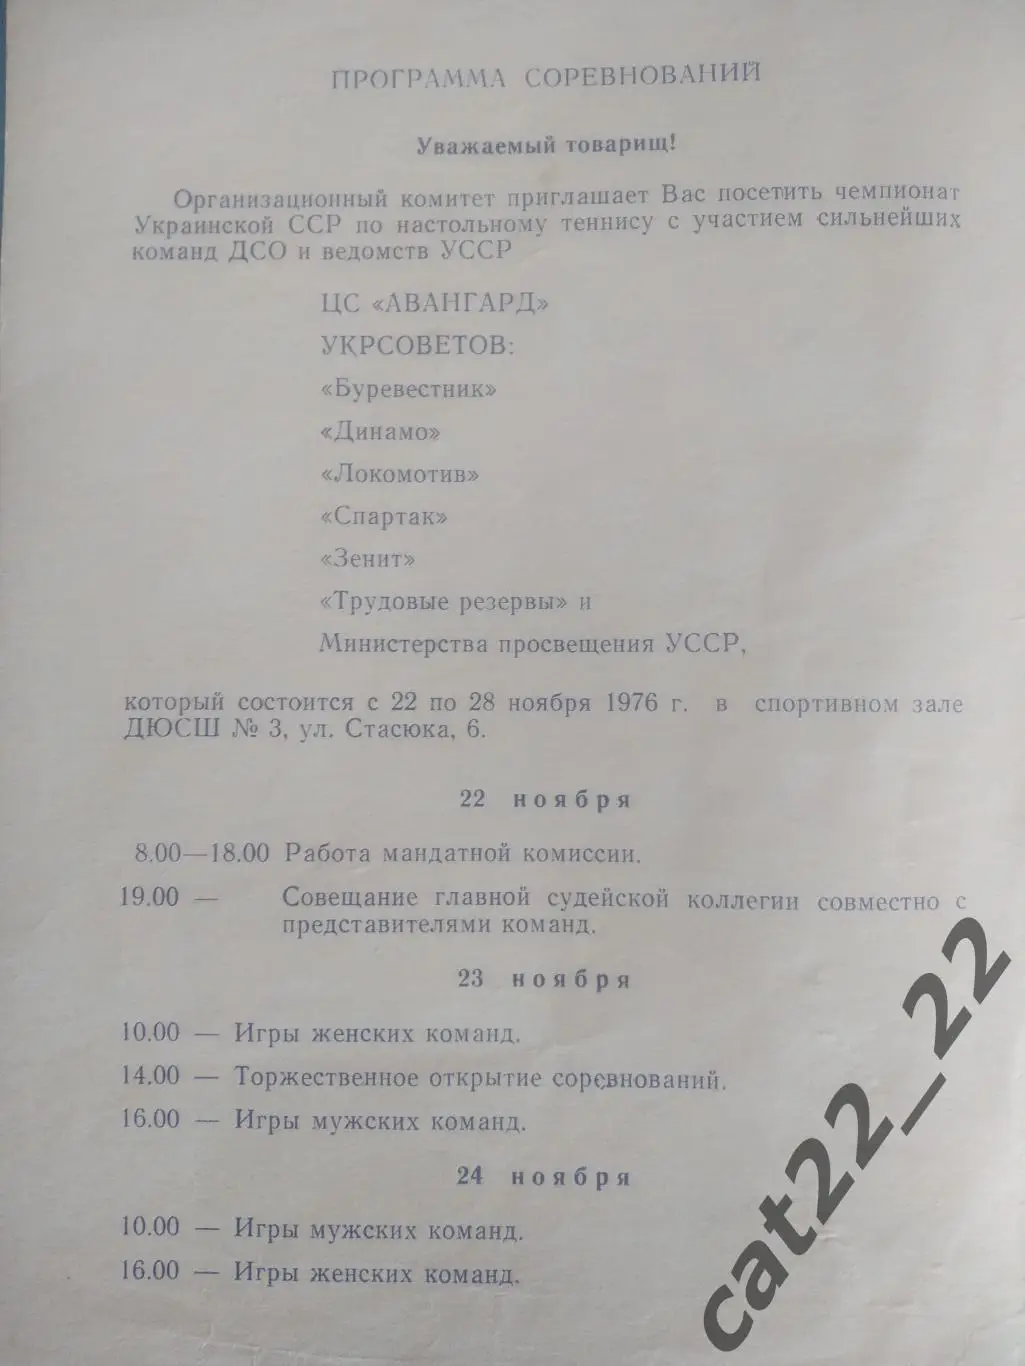 ПРОГРАММА СОРЕВНОВАНИЙ
Уважаемый товарищ!
Организационный комитет приглашает Вас посетить чемпионат
Украинской ССР по настольному теннису с участием сильнейших
команд ДСО и ведомств УССР
ЦС «АВАНГАРД»
УКРСОВЕТОВ:
«Буревестник»
«Динамо»
«Локомотив»
«Спартак»
«Зенит»
«Трудовые резервы» и
Министерства просвещения УССР,
который состоится с 22 по 28 ноября 1976 г. в спортивном зале
ДЮСШ № 3, ул. Стасюка, 6.
22 ноября
8.00—18.00 Работа мандатной комиссии.
19.00 — Совещание главной судейской коллегии совместно с
представителями команд.
23 ноября
10.00 — Игры женских команд.
14.00 — Торжественное открытие соревнований.
16.00 — Игры мужских команд.
24 ноября
10.00 — Игры мужских команд.
16.00 — Игры женских команд.
cat22_22